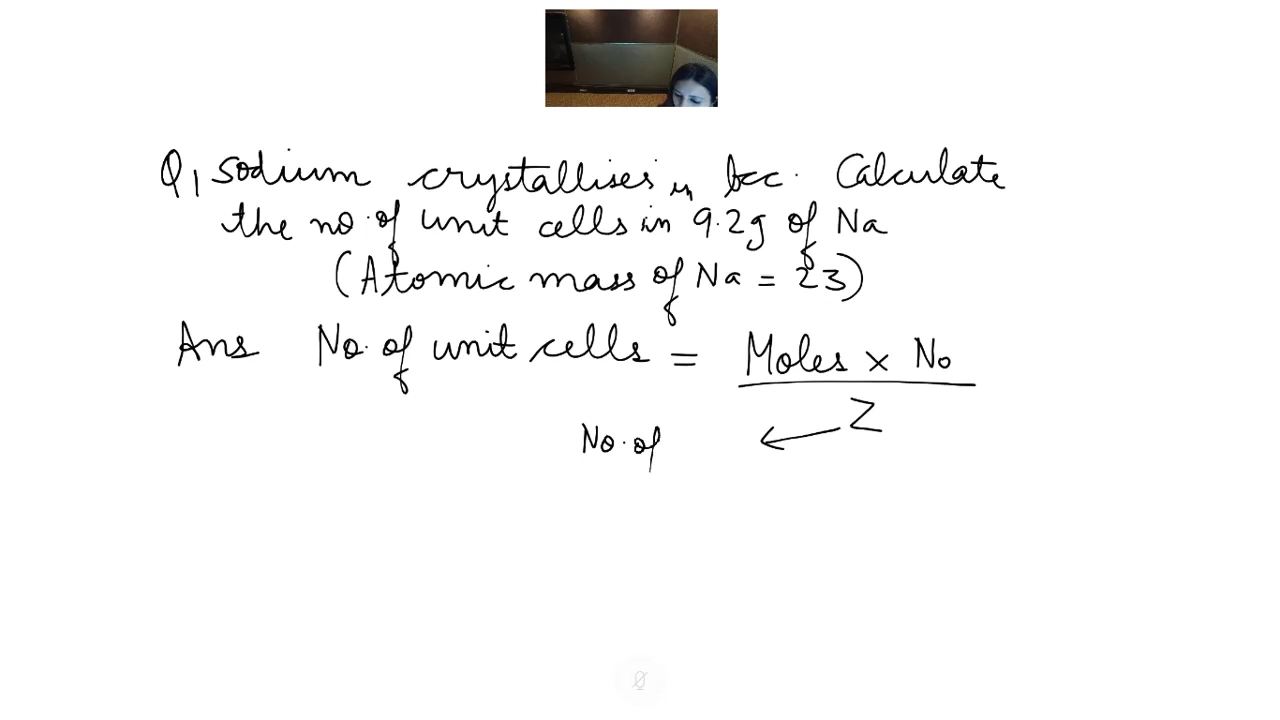 Q1 Sodium crystallises in bcc. Calculate
the no. of unit cells in 9.2g of Na
(Atomic mass of Na = 23)
Ans No. of unit cells = Moles x No
Z
No. of